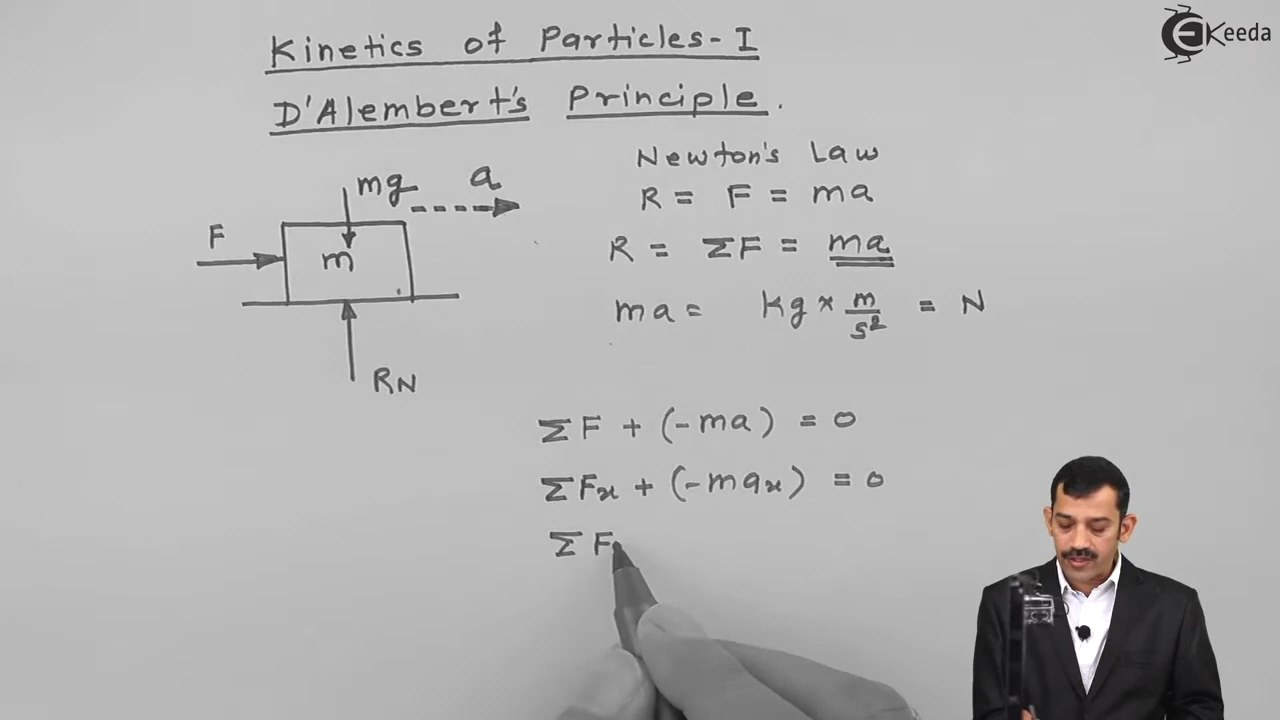 Kinetics of Particles-I
D'Alembert's Principle.
EKeeda
mg
a
F
m
RN
Newton's Law
R = F = ma
R = ΣF = ma
ma = kg × m/s² = N
ΣF + (-ma) = 0
ΣFx + (-max) = 0
ΣF